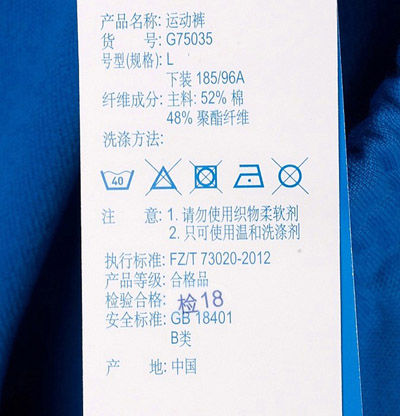 产品名称: 运动裤
货 号: G75035
号型(规格): L
下装 185/96A
纤维成分: 主料: 52% 棉
48% 聚酯纤维
洗涤方法:
40
注 意: 1. 请勿使用织物柔软剂
2. 只可使用温和洗涤剂
执行标准: FZ/T 73020-2012
产品等级: 合格品
检验合格: 检18
安全标准: GB 18401
B类
产 地: 中国